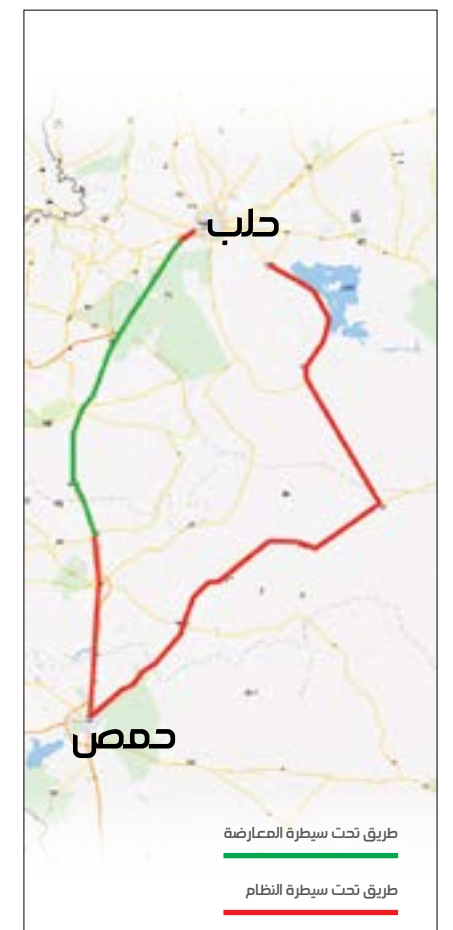 حلب
حمص
طريق تحت سيطرة المعارضة
طريق تحت سيطرة النظام